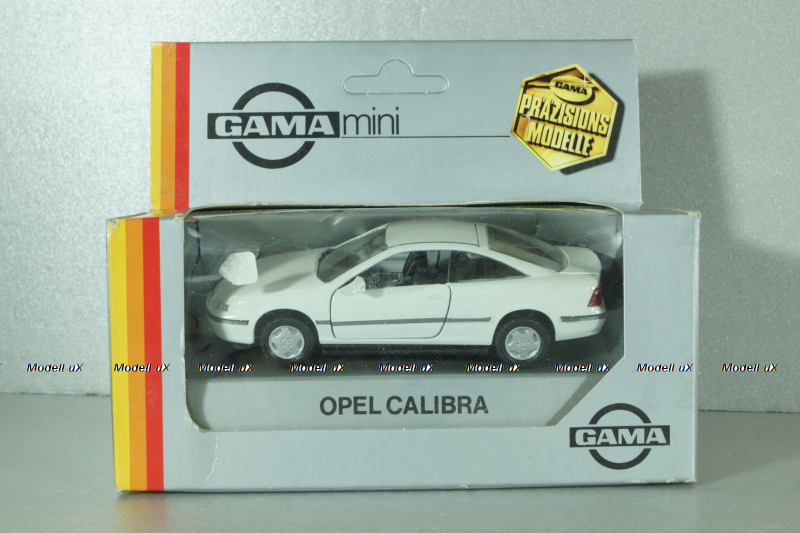 GAMA mini
GAMA
PRÄZISIONS
MODELLE
Modell uX Modell uX Modell uX Modell uX Modell uX Modell uX Modell uX Modell uX Modell uX
OPEL CALIBRA
GAMA